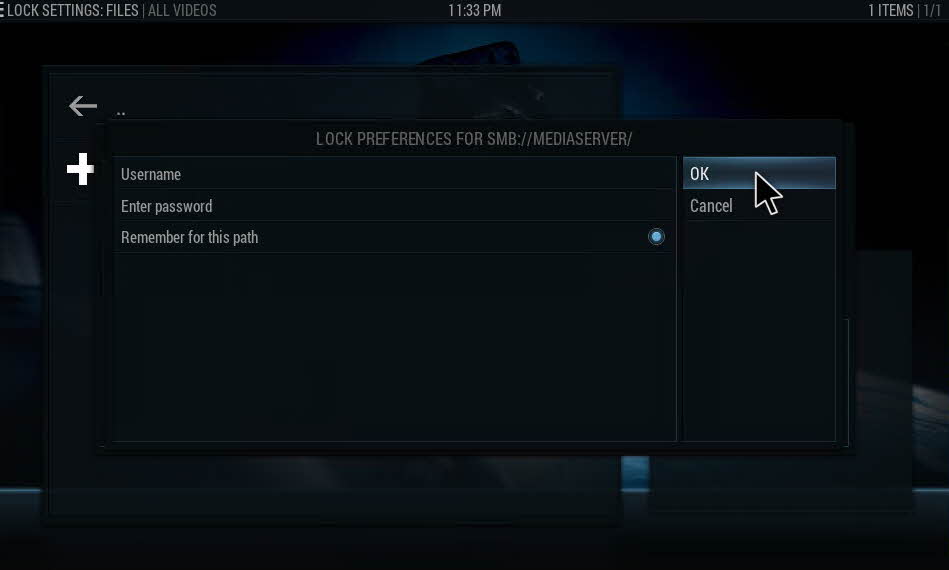 LOCK SETTINGS: FILES | ALL VIDEOS
11:33 PM
1 ITEMS | 1/1
..
LOCK PREFERENCES FOR SMB://MEDIASERVER/
Username
Enter password
Remember for this path
OK
Cancel